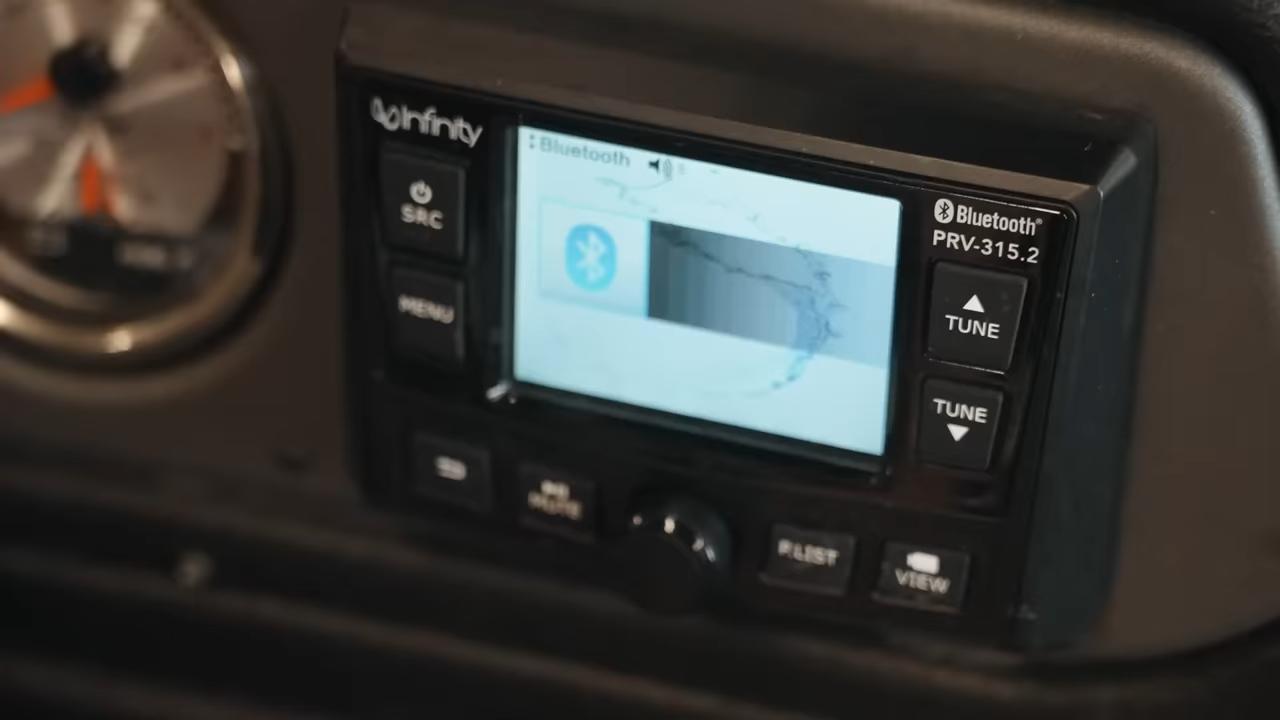 Infinity
Bluetooth
SRC
MENU
Bluetooth®
PRV-315.2
TUNE
TUNE
MUTE
P.LIST
VIEW